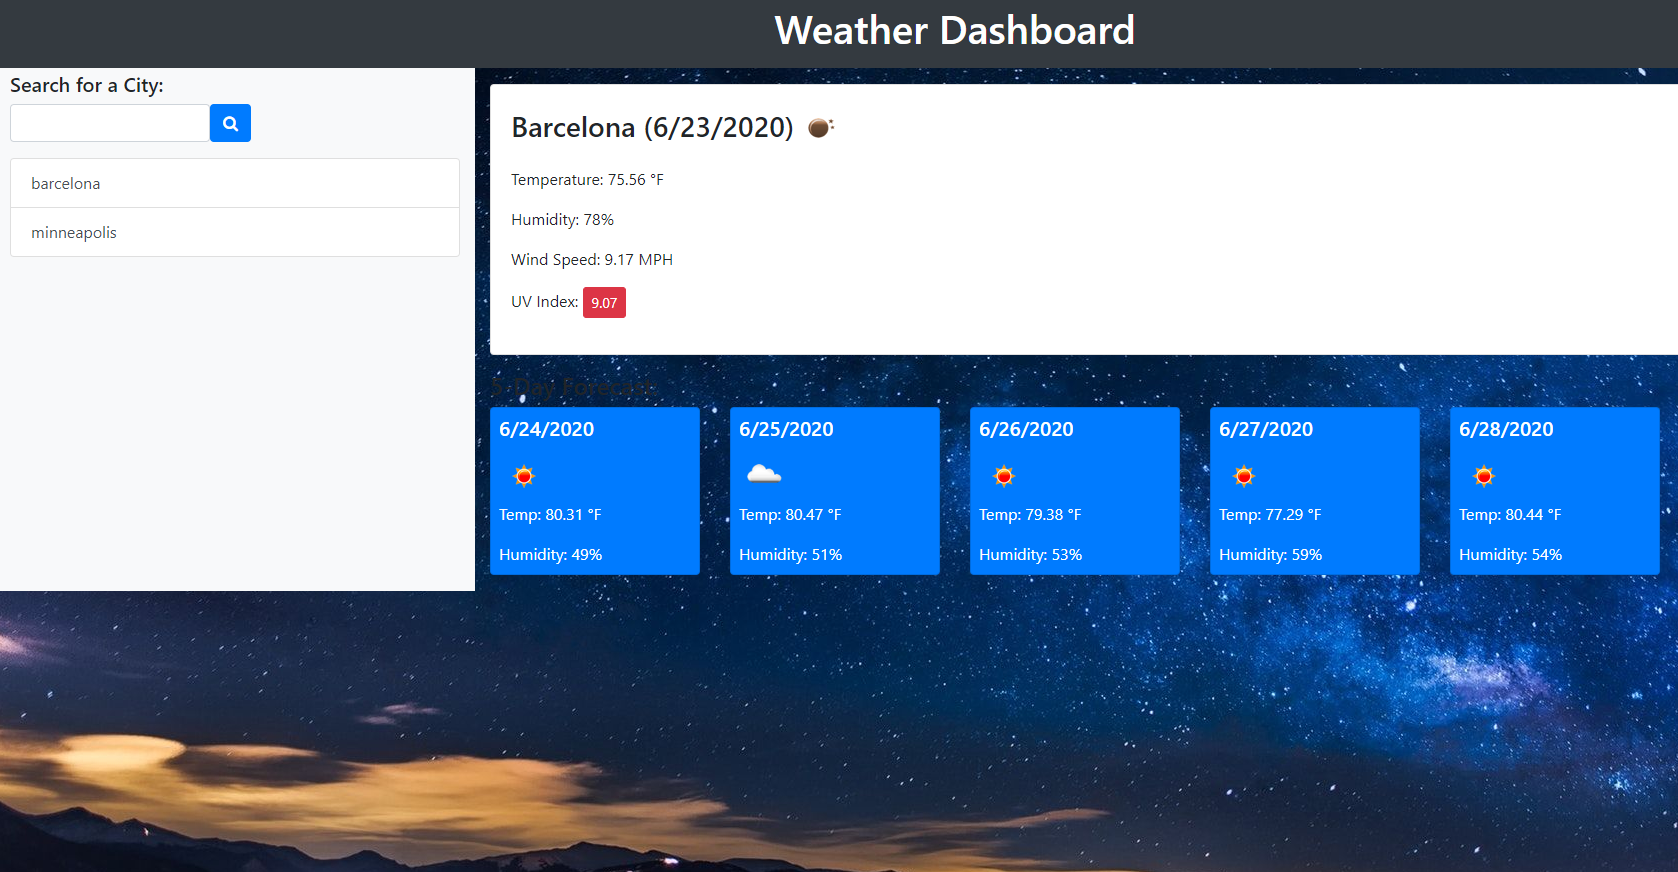 Weather Dashboard
Search for a City:
barcelona
minneapolis
Barcelona (6/23/2020)
Temperature: 75.56 °F
Humidity: 78%
Wind Speed: 9.17 MPH
UV Index: 9.07
5-Day Forecast:
6/24/2020
Temp: 80.31 °F
Humidity: 49%
6/25/2020
Temp: 80.47 °F
Humidity: 51%
6/26/2020
Temp: 79.38 °F
Humidity: 53%
6/27/2020
Temp: 77.29 °F
Humidity: 59%
6/28/2020
Temp: 80.44 °F
Humidity: 54%